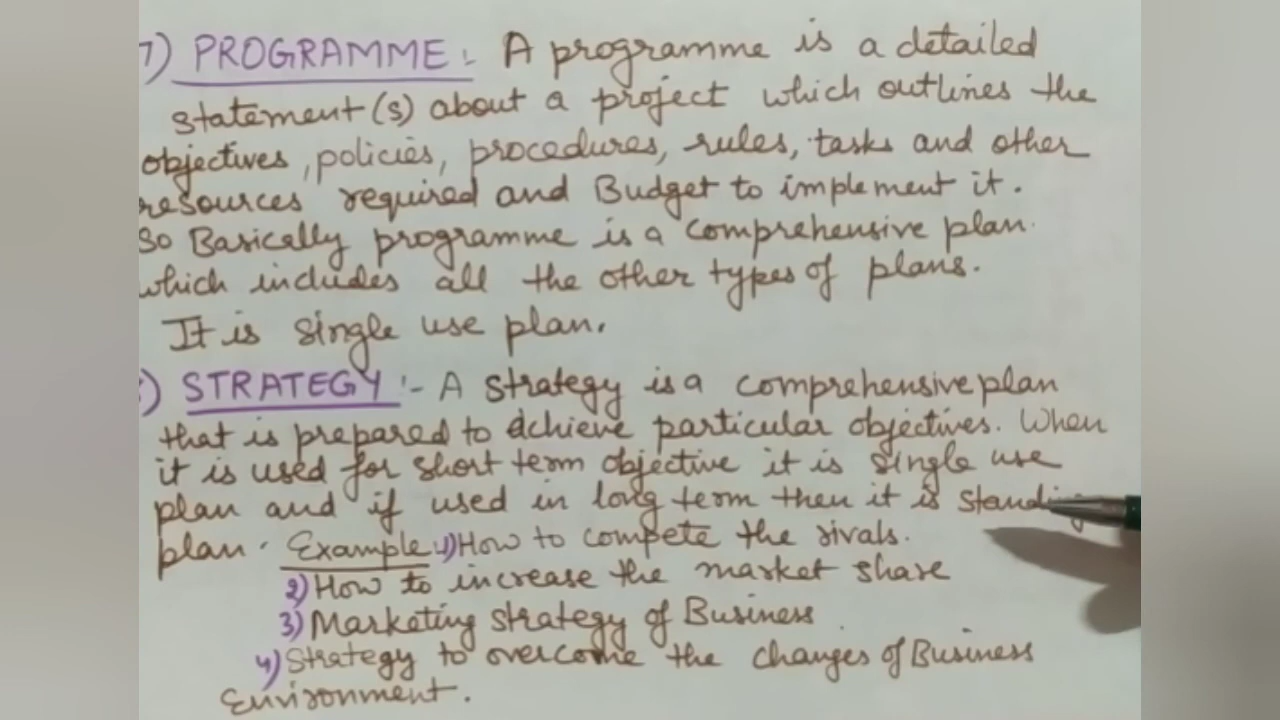 7) PROGRAMME :- A programme is a detailed
statement(s) about a project which outlines the
objectives, policies, procedures, rules, tasks and other
resources required and Budget to implement it.
So Basically programme is a comprehensive plan.
which includes all the other types of plans.
It is single use plan.
) STRATEGY :- A strategy is a comprehensive plan
that is prepared to achieve particular objectives. When
it is used for short term objective it is single use
plan and if used in long term then it is standing
plan. Example 1) How to compete the rivals.
2) How to increase the market share
3) Marketing strategy of Business
4) Strategy to overcome the changes of Business
Environment.